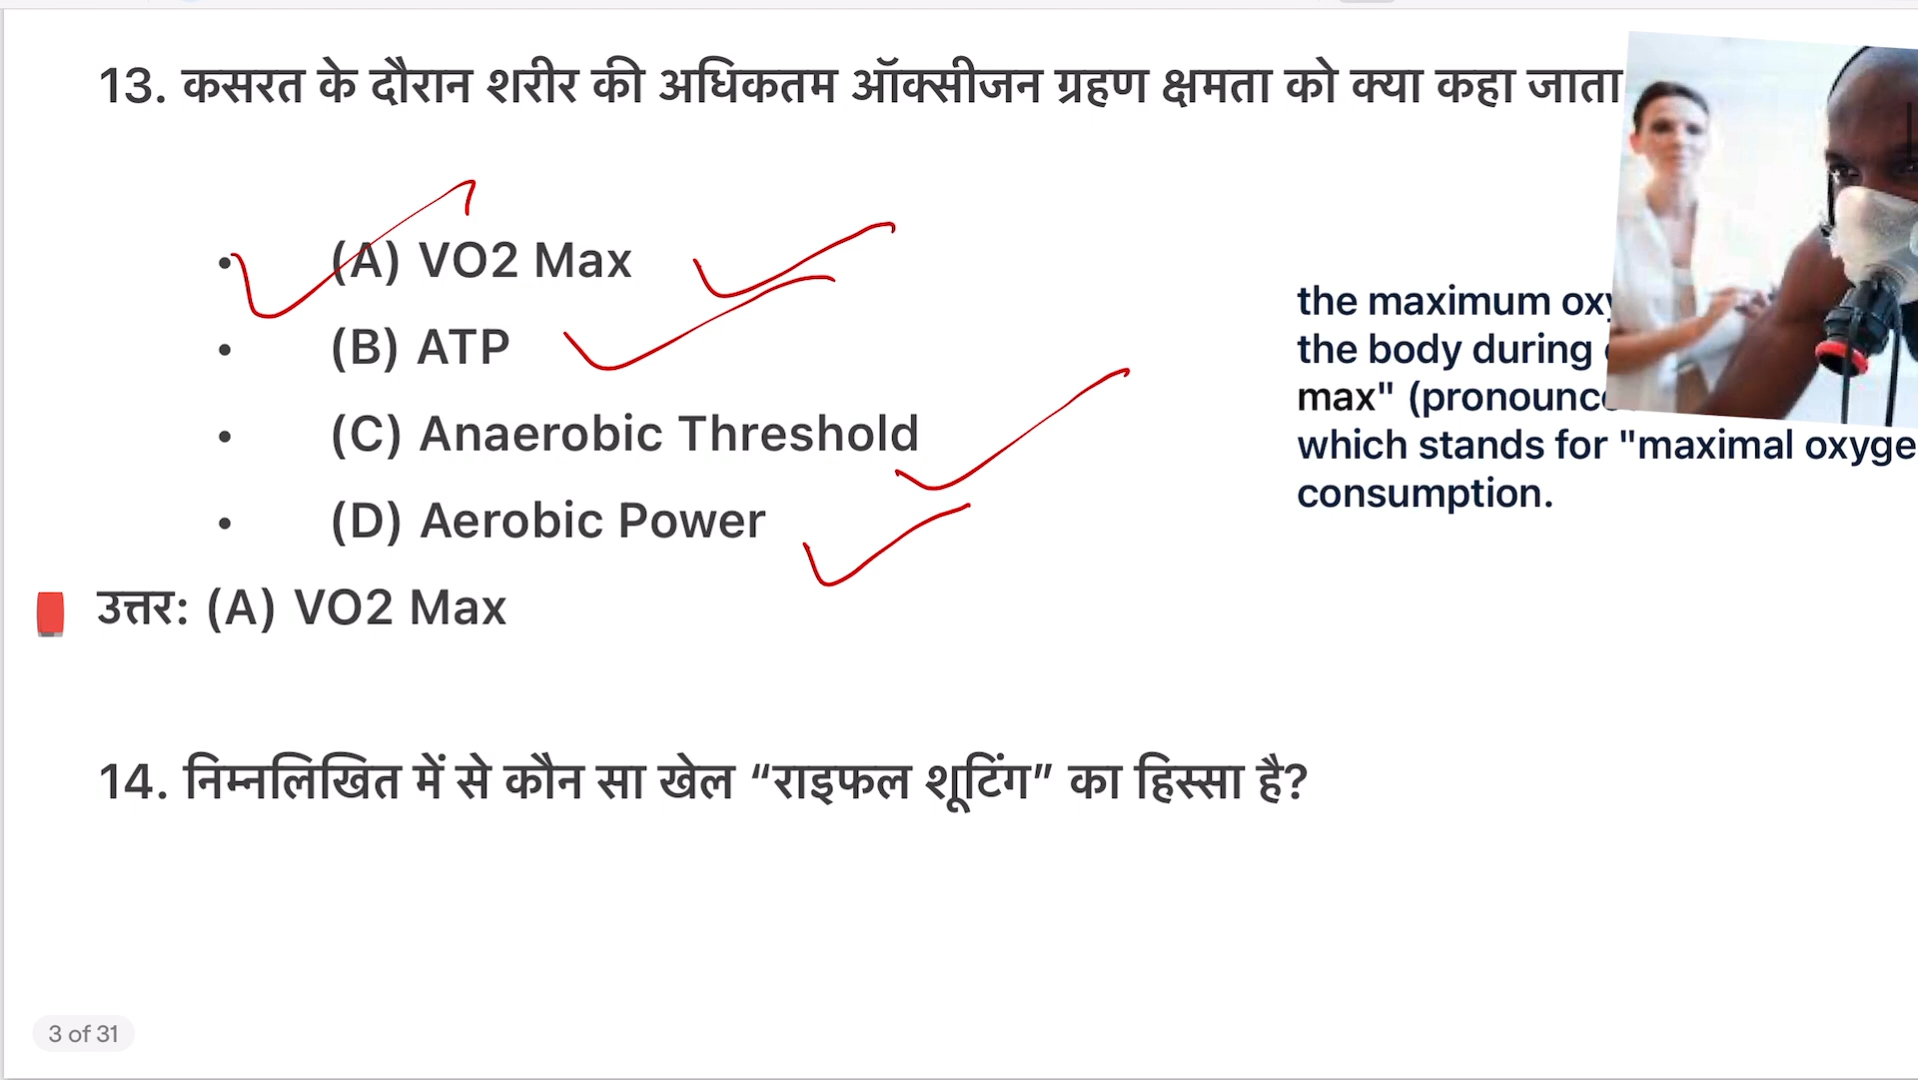 13. कसरत के दौरान शरीर की अधिकतम ऑक्सीजन ग्रहण क्षमता को क्या कहा जाता
• (A) VO2 Max
• (B) ATP
• (C) Anaerobic Threshold
• (D) Aerobic Power
उत्तर: (A) VO2 Max
the maximum
the body during
max" (pronounc
which stands for "maximal oxyge
consumption.
14. निम्नलिखित में से कौन सा खेल “राइफल शूटिंग” का हिस्सा है?
3 of 31